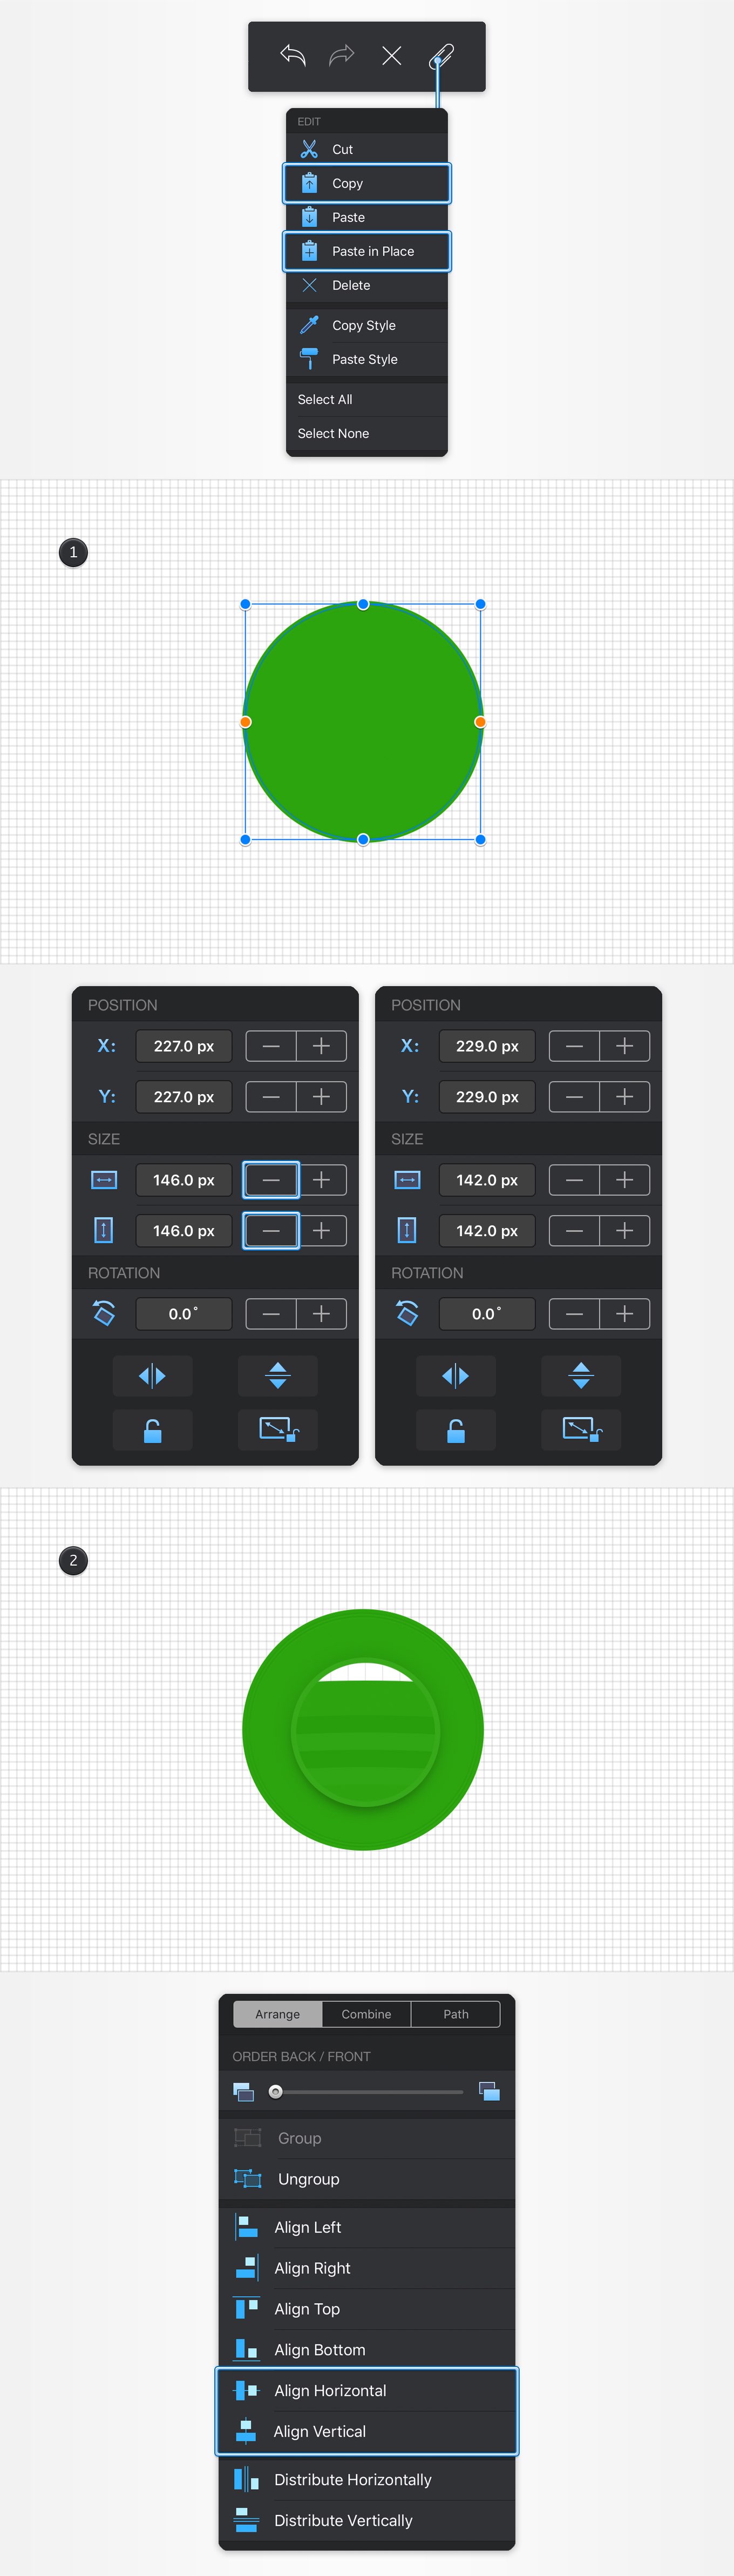 EDIT
Cut
Copy
Paste
Paste in Place
Delete
Copy Style
Paste Style
Select All
Select None
1
POSITION
X: 227.0 px
Y: 227.0 px
SIZE
146.0 px
146.0 px
ROTATION
0.0°
POSITION
X: 229.0 px
Y: 229.0 px
SIZE
142.0 px
142.0 px
ROTATION
0.0°
2
Arrange Combine Path
ORDER BACK / FRONT
Group
Ungroup
Align Left
Align Right
Align Top
Align Bottom
Align Horizontal
Align Vertical
Distribute Horizontally
Distribute Vertically